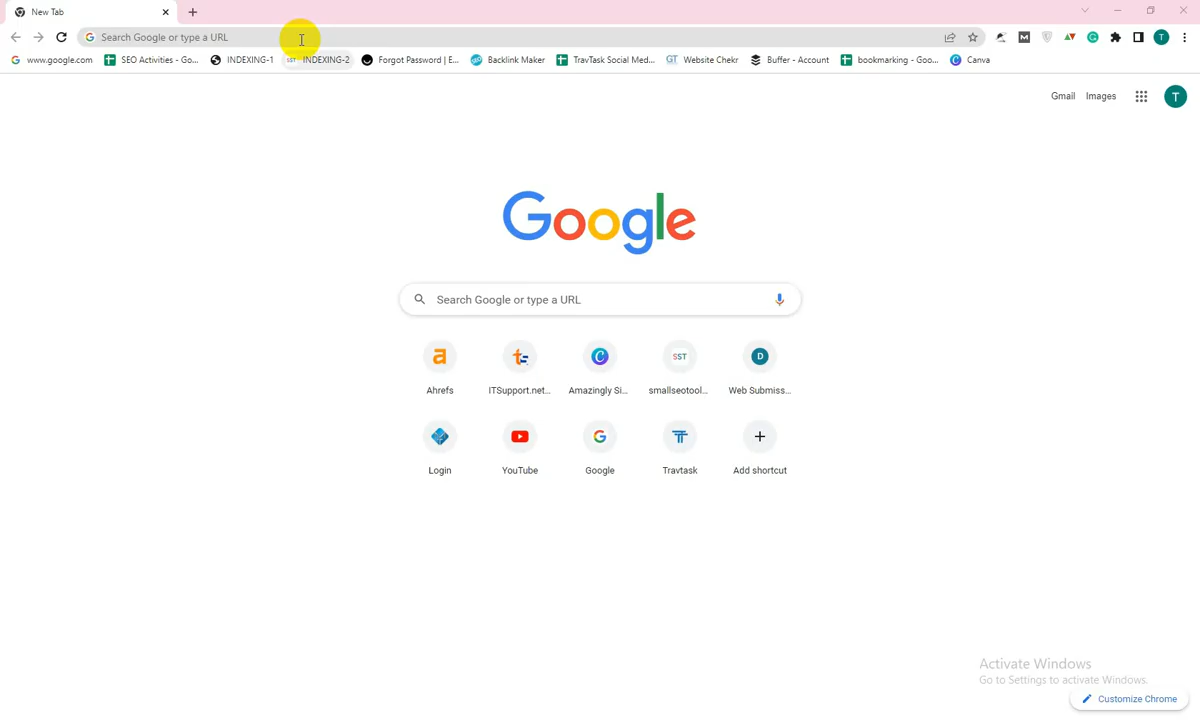 New Tab
Search Google or type a URL
www.google.com SEO Activities - Go... INDEXING-1 SST INDEXING-2 Forgot Password | E... Backlink Maker TravTask Social Med... GT Website Chekr Buffer - Account bookmarking - Goo... Canva
Gmail Images T
Google
Search Google or type a URL
Ahrefs ITSupport.net... Amazingly Si... smallseotool... Web Submiss...
Login YouTube Google Travtask Add shortcut
Activate Windows
Go to Settings to activate Windows.
Customize Chrome